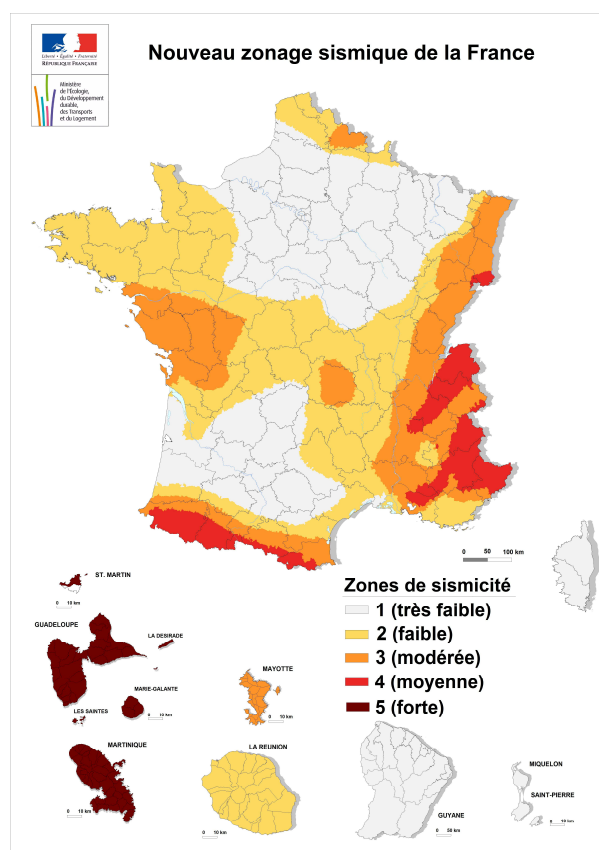 Liberté • Égalité • Fraternité
RÉPUBLIQUE FRANÇAISE
Ministère
de l'Écologie,
du Développement
durable,
des Transports
et du Logement
Nouveau zonage sismique de la France
0 50 100 km
Zones de sismicité
1 (très faible)
2 (faible)
3 (modérée)
4 (moyenne)
5 (forte)
ST. MARTIN
0 10 km
GUADELOUPE
LA DESIRADE
MARIE-GALANTE
0 10 km
LES SAINTES
MAYOTTE
0 10 km
MARTINIQUE
0 10 km
LA REUNION
0 10 km
GUYANE
0 50 km
MIQUELON
SAINT-PIERRE
0 10 km